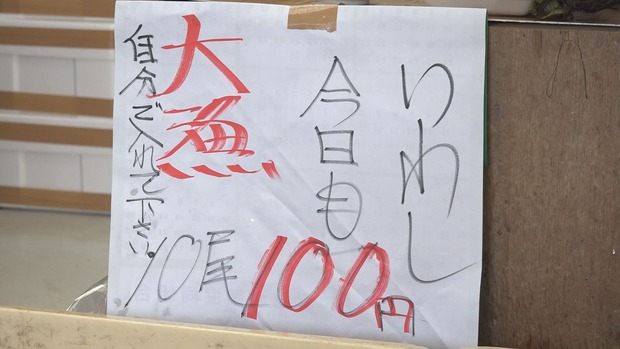 いわし
今日も
大漁
自分で入れて下さい。
10尾100円